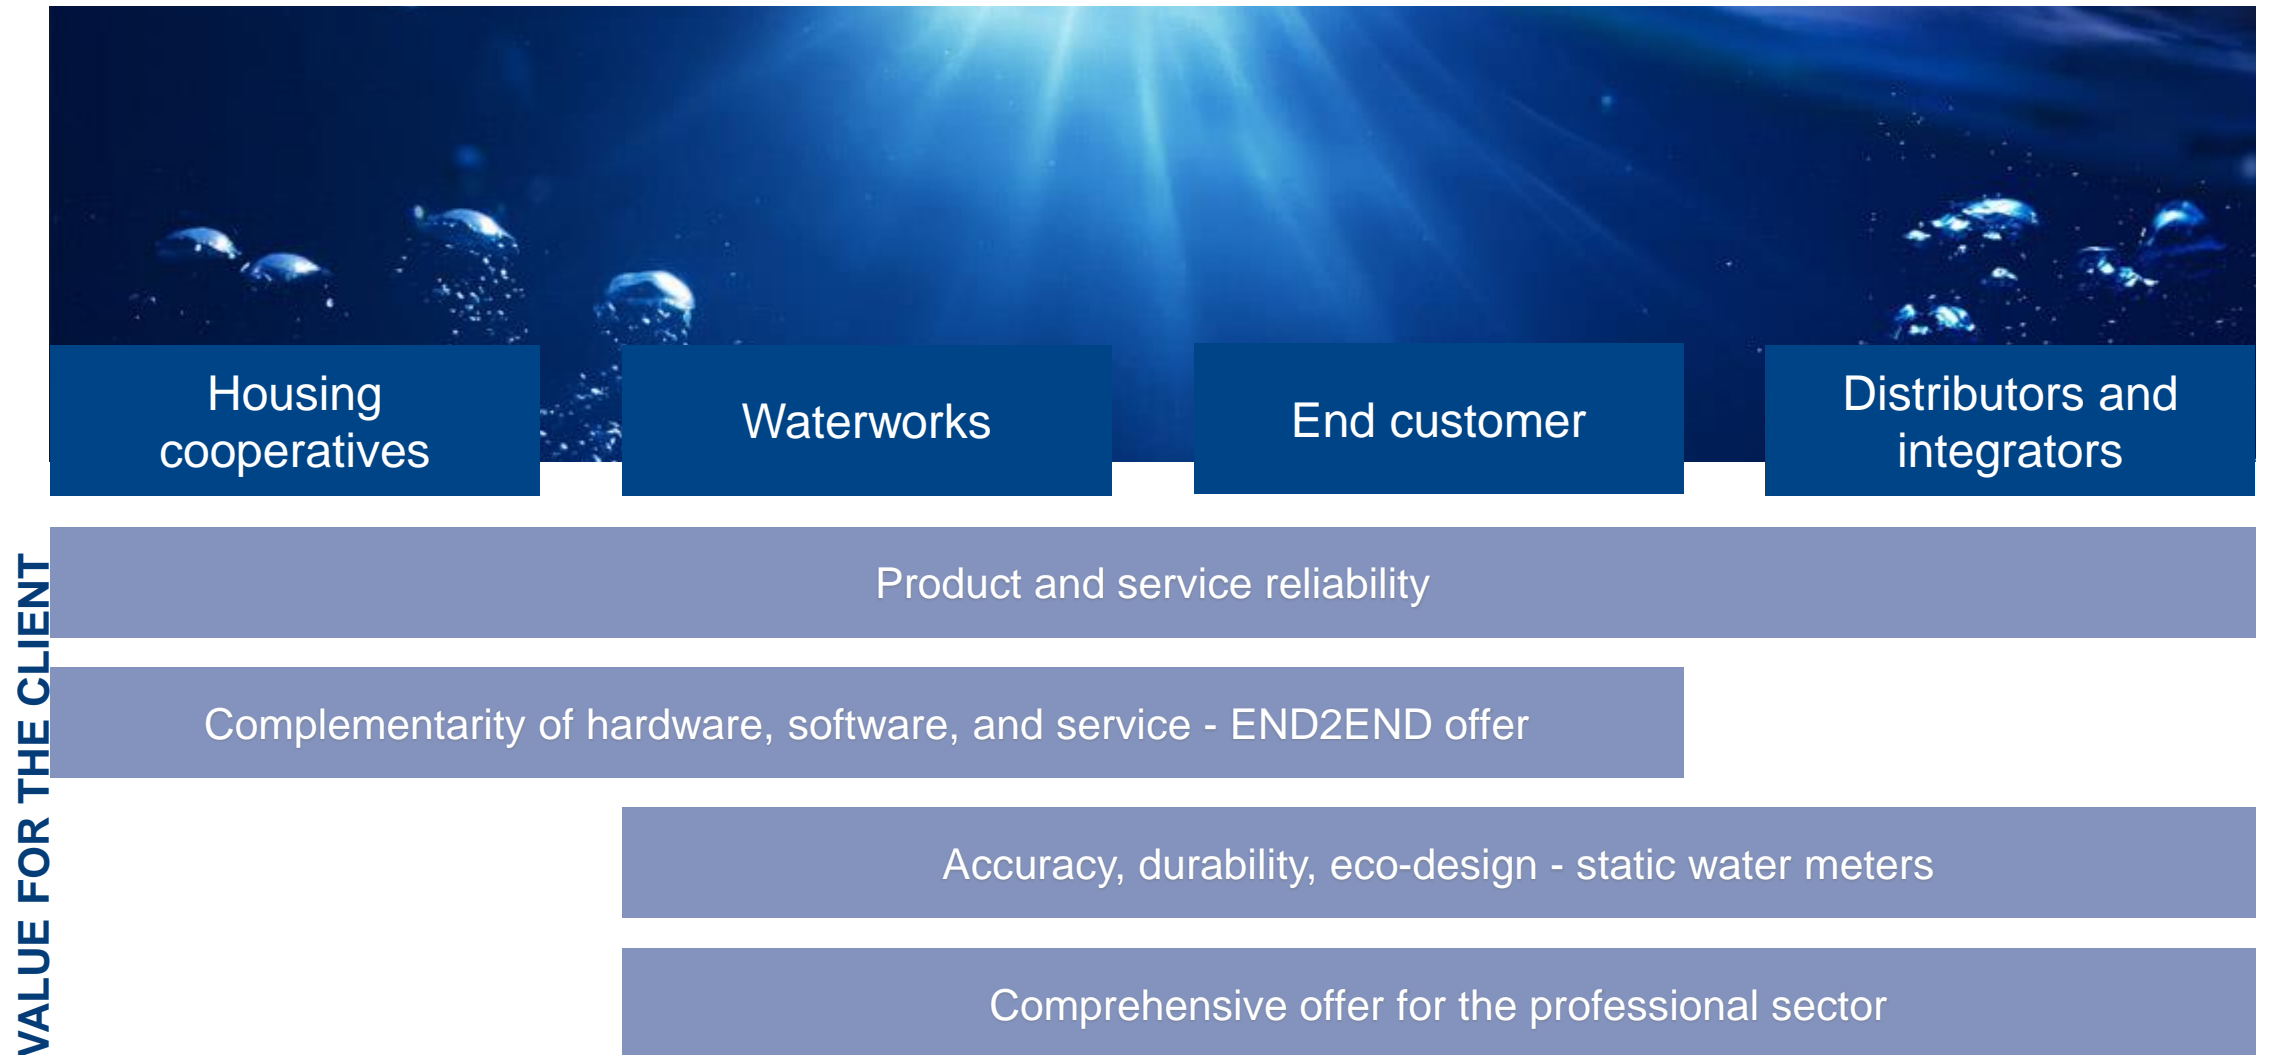 Housing
cooperatives
Waterworks
End customer
Distributors and
integrators
VALUE FOR THE CLIENT
Product and service reliability
Complementarity of hardware, software, and service - END2END offer
Accuracy, durability, eco-design - static water meters
Comprehensive offer for the professional sector